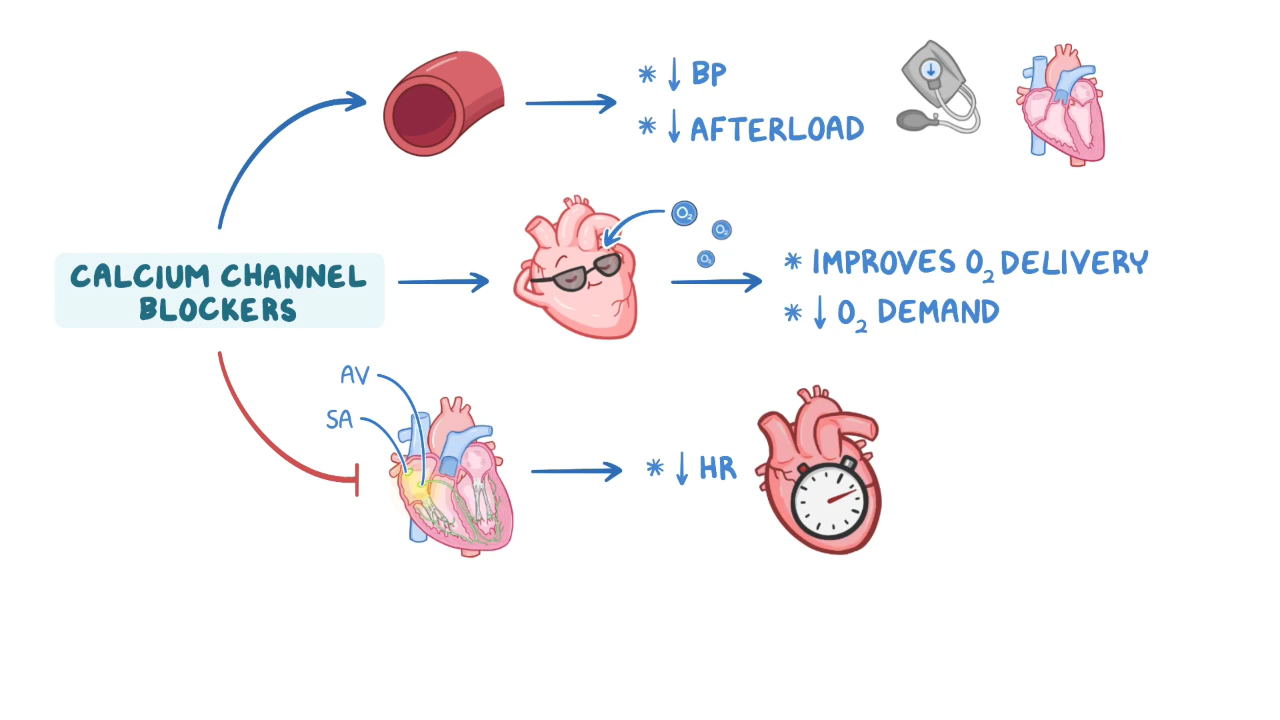 * ↓ BP
* ↓ AFTERLOAD
O₂
O₂
O₂
CALCIUM CHANNEL
BLOCKERS
* IMPROVES O₂ DELIVERY
* ↓ O₂ DEMAND
AV
SA
* ↓ HR